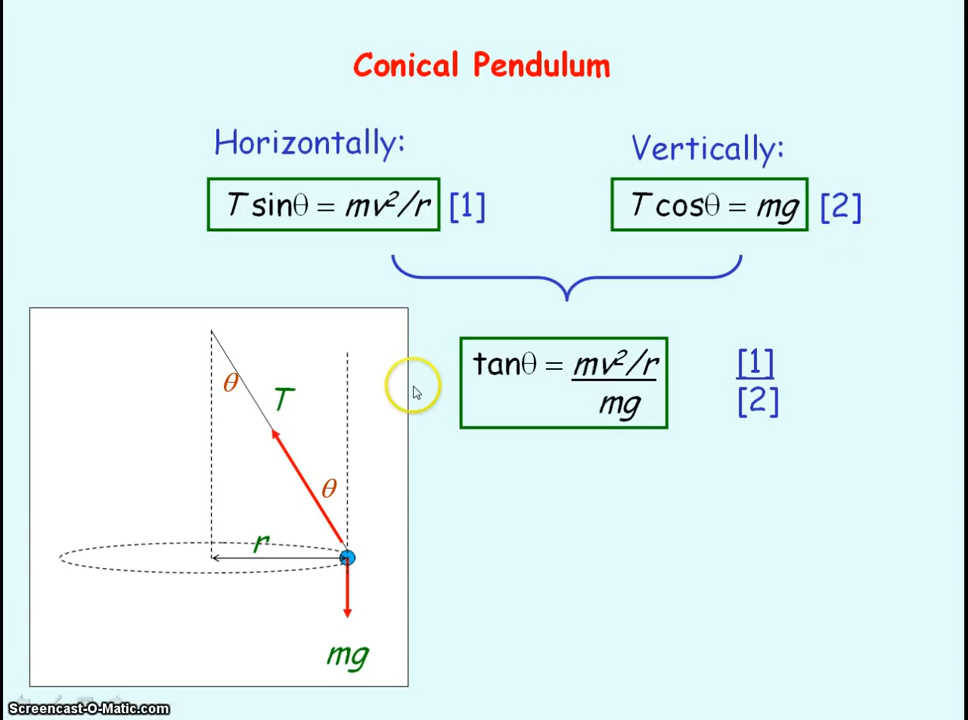 Conical Pendulum
Horizontally:
T sinθ = mv²/r [1]
Vertically:
T cosθ = mg [2]
tanθ = mv²/r
mg
[1]
[2]
θ
T
θ
r
mg
Screencast-O-Matic.com